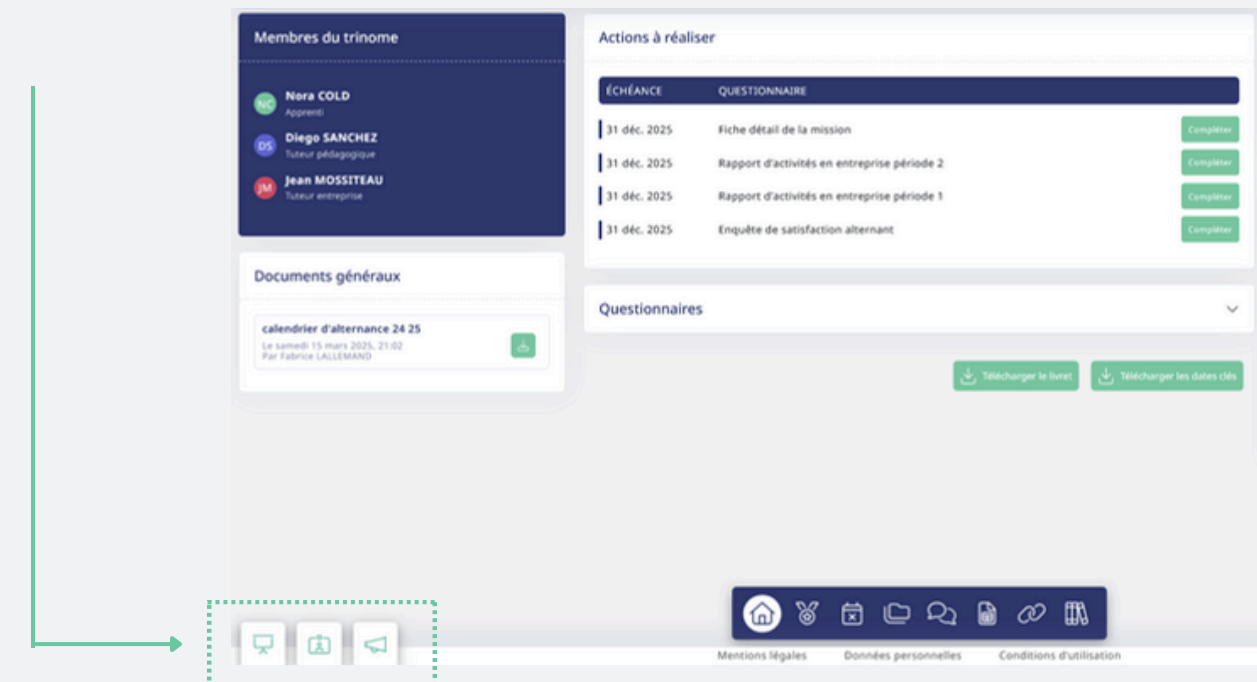 Membres du trinome
NC
Nora COLD
Apprenti
DS
Diego SANCHEZ
Tuteur pédagogique
JM
Jean MOSSITEAU
Tuteur entreprise
Documents généraux
calendrier d'alternance 24 25
Le samedi 15 mars 2025, 21:02
Par Fabrice LALLEMAND
Actions à réaliser
ÉCHÉANCE QUESTIONNAIRE
31 déc. 2025 Fiche détail de la mission Compléter
31 déc. 2025 Rapport d'activités en entreprise période 2 Compléter
31 déc. 2025 Rapport d'activités en entreprise période 1 Compléter
31 déc. 2025 Enquête de satisfaction alternant Compléter
Questionnaires
Télécharger le livret Télécharger les dates clés
Mentions légales Données personnelles Conditions d'utilisation